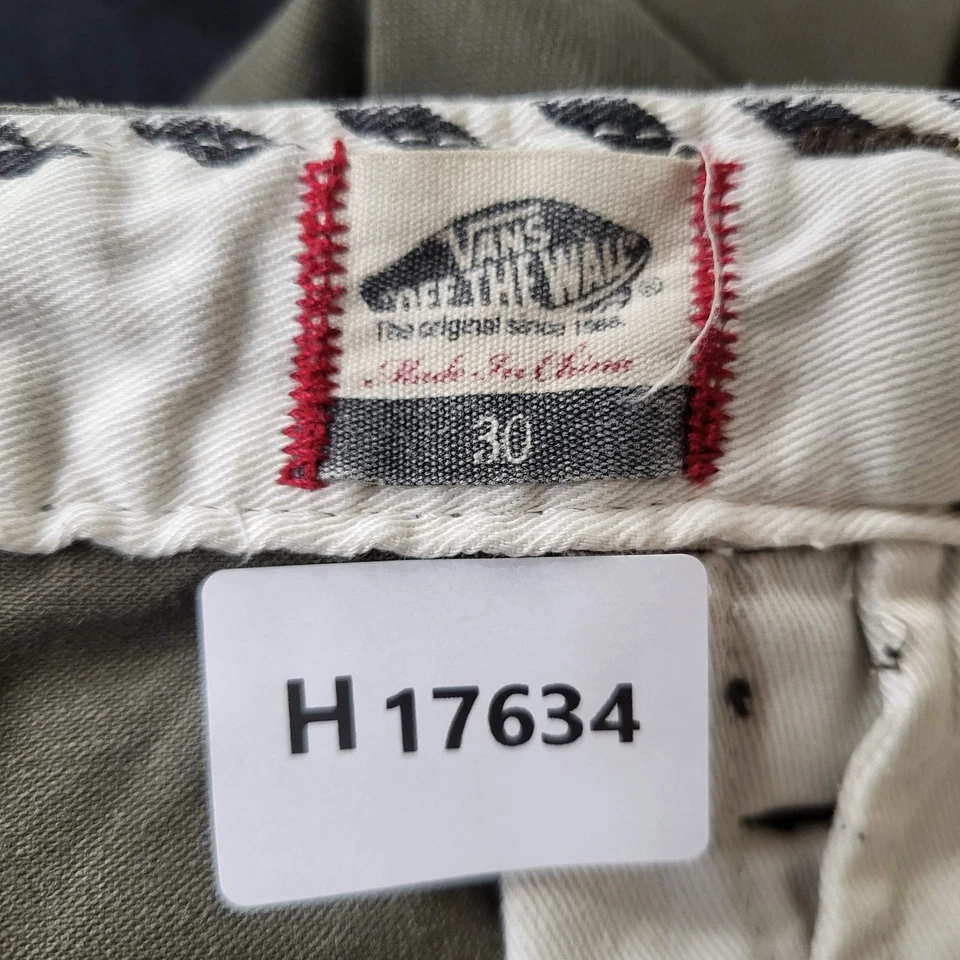 VANS
OFF THE WALL
®
The original since 1966.
Made In China
30
H 17634